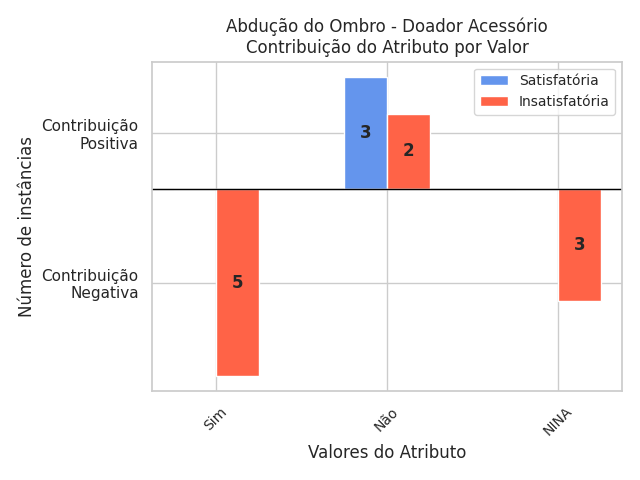 Abdução do Ombro - Doador Acessório
Contribuição do Atributo por Valor
Satisfatória
Insatisfatória
Contribuição
Positiva
Contribuição
Negativa
Número de instâncias
3
2
5
3
Sim
Não
NINA
Valores do Atributo